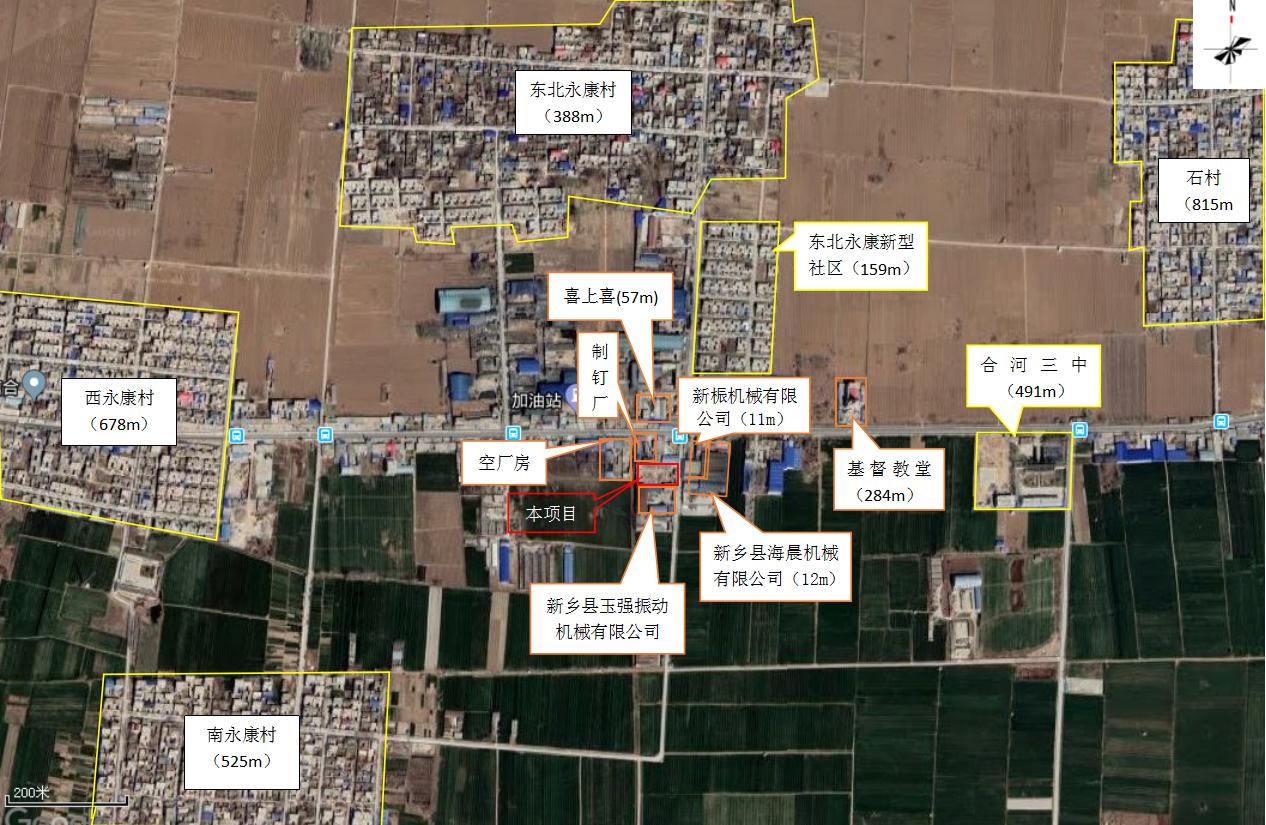 N
东北永康村
（388m）
石村
（815m
东北永康新型
社区（159m）
喜上喜(57m)
制
钉
厂
合河三中
（491m）
西永康村
（678m）
加油站
新桭机械有限
公司（11m）
空厂房
基督教堂
（284m）
本项目
新乡县海晨机械
有限公司（12m）
新乡县玉强振动
机械有限公司
南永康村
（525m）
200米
Google